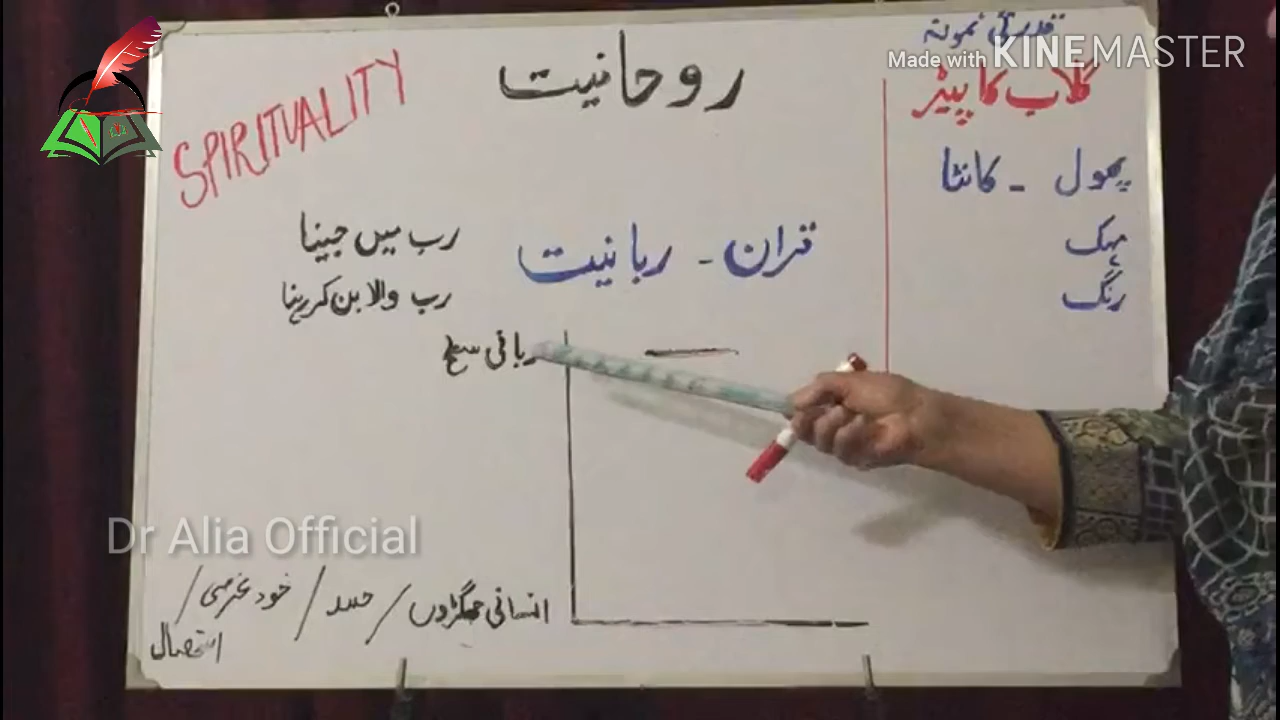 قدرتی نمونہ
Made with KINEMASTER
روحانیت
SPIRITUALITY
گلاب کا پیڑ
پھول - کانٹا
مہک
رنگ
قران - ربانیت
رب میں جینا
رب والا بن کر رہنا
ربانی سطح
Dr Alia Official
انسانی جھگڑوں / حسد / خود غرضی /
استحصال